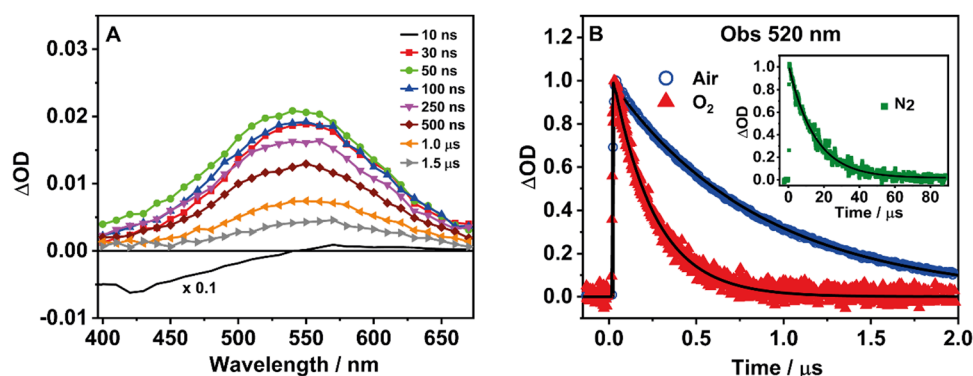 A
0.03
0.02
0.01
0.00
-0.01
ΔOD
10 ns
30 ns
50 ns
100 ns
250 ns
500 ns
1.0 μs
1.5 μs
x 0.1
400 450 500 550 600 650
Wavelength / nm
B
Obs 520 nm
Air
O2
1.2
1.0
0.8
0.6
0.4
0.2
0.0
ΔOD
0.0 0.5 1.0 1.5 2.0
Time / μs
N2
1.0
0.8
0.6
0.4
0.2
0.0
ΔOD
0 20 40 60 80
Time / μs